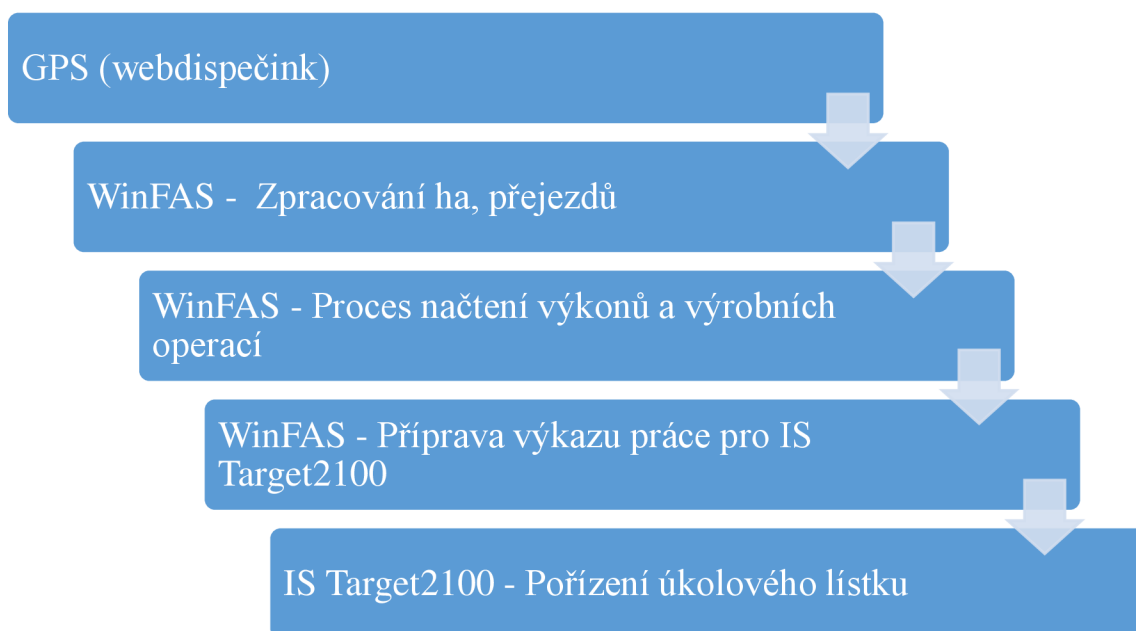 GPS (webdispečink)
WinFAS -  Zpracování ha, přejezdů
WinFAS - Proces načtení výkonů a výrobních
operací
WinFAS - Příprava výkazu práce pro IS
Target2100
IS Target2100 - Pořízení úkolového lístku